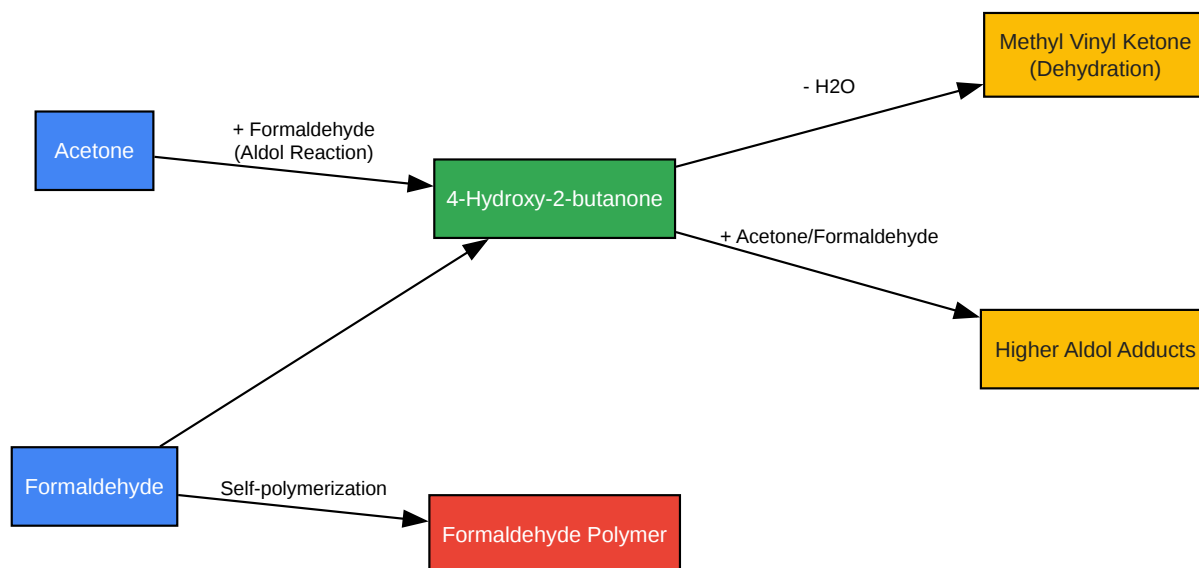 Methyl Vinyl Ketone
(Dehydration)
- H2O
+ Formaldehyde
(Aldol Reaction)
Acetone
4-Hydroxy-2-butanone
+ Acetone/Formaldehyde
Higher Aldol Adducts
Formaldehyde
Self-polymerization
Formaldehyde Polymer